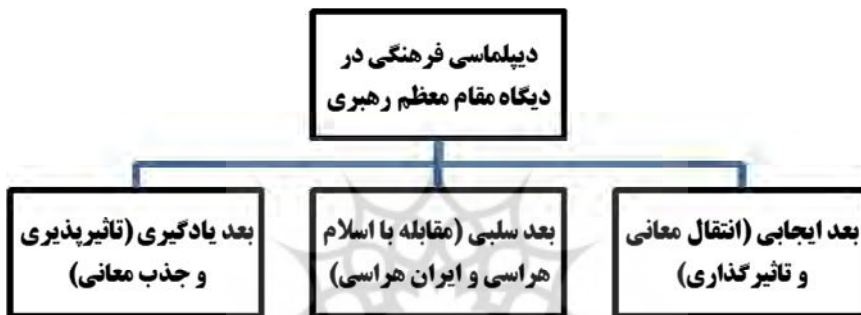 دیپلماسی فرهنگی در
دیگاه مقام معظم رهبری
بعد ایجابی (انتقال معانی
و تاثیرگذاری)
بعد سلبی (مقابله با اسلام
هراسی و ایران هراسی)
بعد یادگیری (تاثیرپذیری
و جذب معانی)